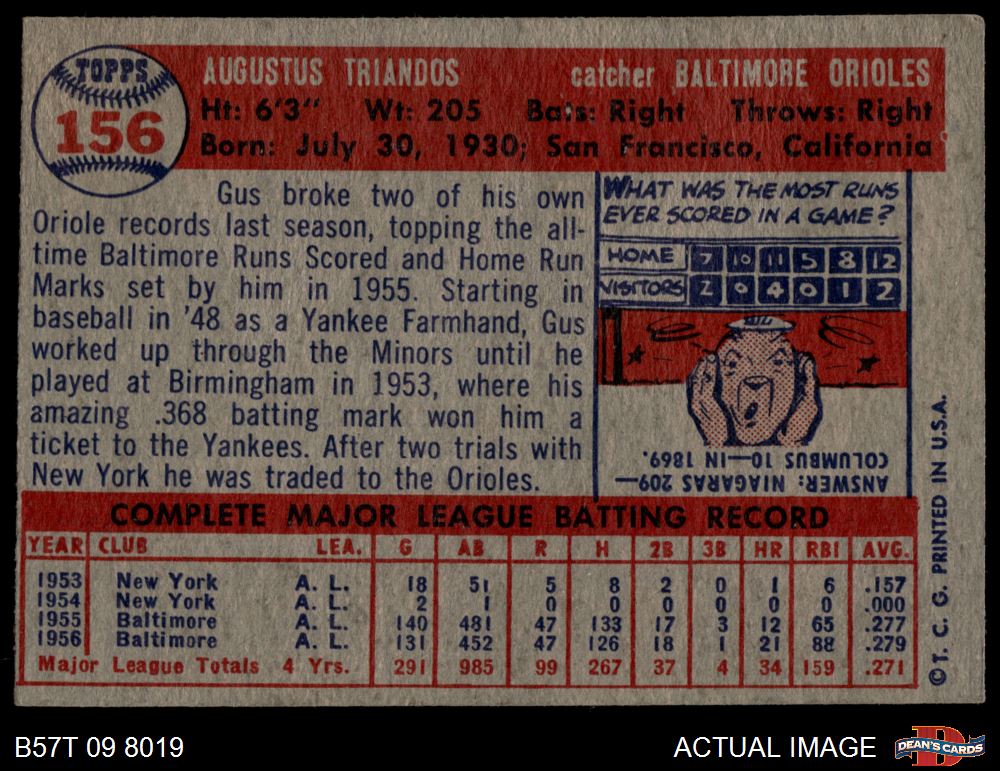 TOPPS
156
AUGUSTUS TRIANDOS catcher BALTIMORE ORIOLES
Ht: 6'3" Wt: 205 Bats: Right Throws: Right
Born: July 30, 1930; San Francisco, California
Gus broke two of his own
Oriole records last season, topping the all-
time Baltimore Runs Scored and Home Run
Marks set by him in 1955. Starting in
baseball in '48 as a Yankee Farmhand, Gus
worked up through the Minors until he
played at Birmingham in 1953, where his
amazing .368 batting mark won him a
ticket to the Yankees. After two trials with
New York he was traded to the Orioles.
WHAT WAS THE MOST RUNS
EVER SCORED IN A GAME?
HOME 7 10 11 5 8 12
VISITORS 2 0 4 0 1 2
ANSWER: NIAGARAS 209—
COLUMBUS 10—IN 1869.
COMPLETE MAJOR LEAGUE BATTING RECORD
YEAR CLUB LEA. G AB R H 2B 3B HR RBI AVG.
1953 New York A. L. 18 51 5 8 2 0 1 6 .157
1954 New York A. L. 2 1 0 0 0 0 0 0 .000
1955 Baltimore A. L. 140 481 47 133 17 3 12 65 .277
1956 Baltimore A. L. 131 452 47 126 18 1 21 88 .279
Major League Totals 4 Yrs. 291 985 99 267 37 4 34 159 .271
©T. C. G. PRINTED IN U.S.A.
B57T 09 8019
ACTUAL IMAGE
DEAN'S CARDS